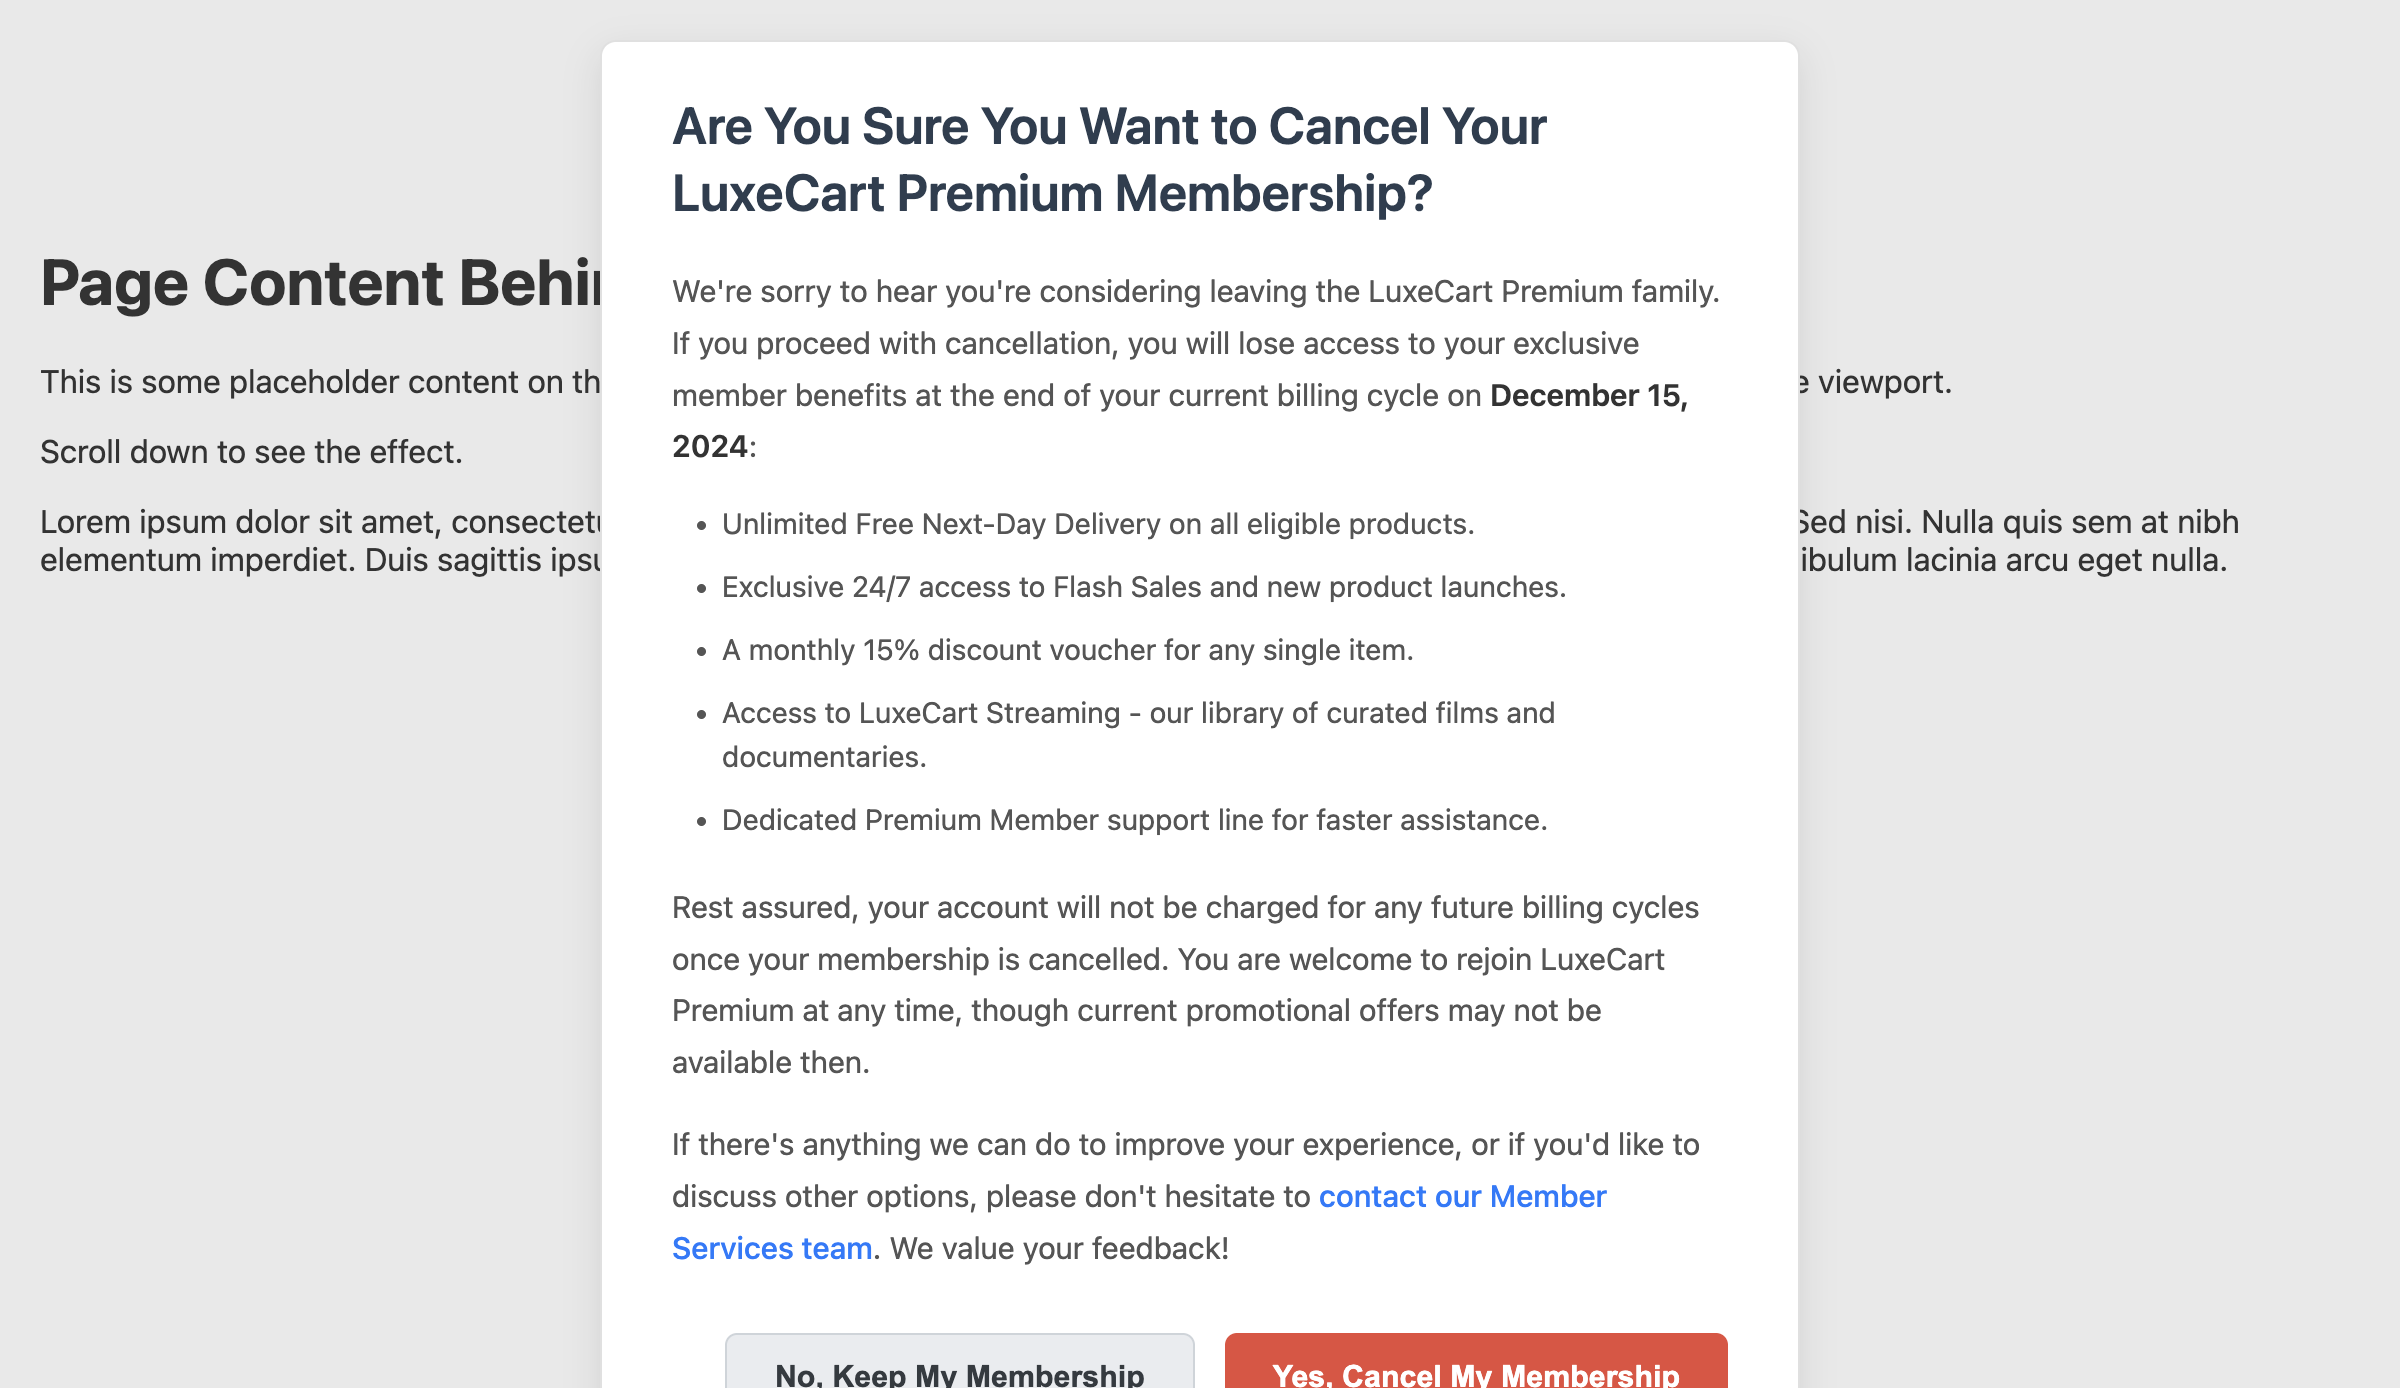 Are You Sure You Want to Cancel Your
LuxeCart Premium Membership?
Page Content Behin
We're sorry to hear you're considering leaving the LuxeCart Premium family.
If you proceed with cancellation, you will lose access to your exclusive
member benefits at the end of your current billing cycle on December 15,
2024:
This is some placeholder content on th
e viewport.
Scroll down to see the effect.
Lorem ipsum dolor sit amet, consectetu
Sed nisi. Nulla quis sem at nibh
elementum imperdiet. Duis sagittis ipsu
ibulum lacinia arcu eget nulla.
• Unlimited Free Next-Day Delivery on all eligible products.
• Exclusive 24/7 access to Flash Sales and new product launches.
• A monthly 15% discount voucher for any single item.
• Access to LuxeCart Streaming - our library of curated films and
documentaries.
• Dedicated Premium Member support line for faster assistance.
Rest assured, your account will not be charged for any future billing cycles
once your membership is cancelled. You are welcome to rejoin LuxeCart
Premium at any time, though current promotional offers may not be
available then.
If there's anything we can do to improve your experience, or if you'd like to
discuss other options, please don't hesitate to contact our Member
Services team. We value your feedback!
No, Keep My Membership
Yes, Cancel My Membership